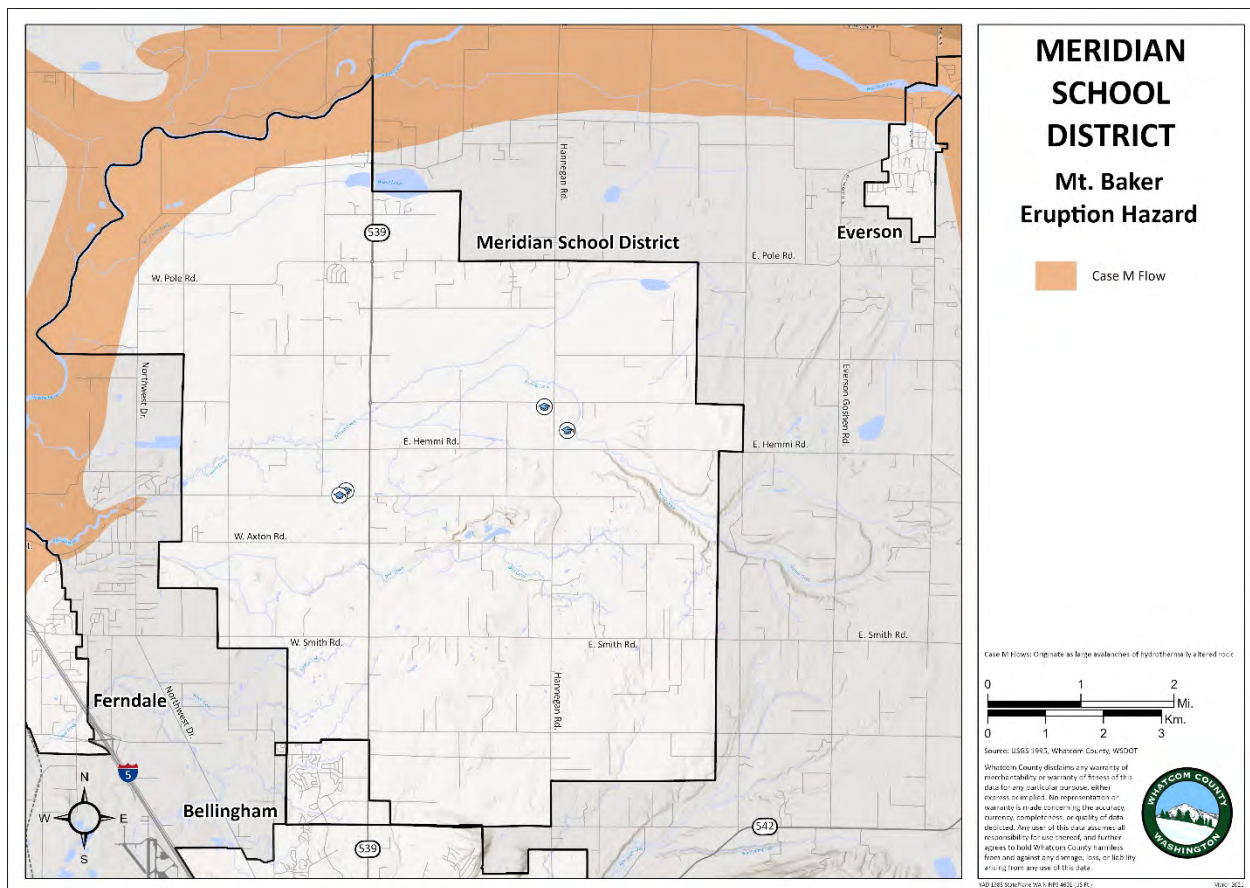 MERIDIAN
SCHOOL
DISTRICT
Mt. Baker
Eruption Hazard
Case M Flow
Hannegan Rd.
539
Meridian School District
Everson
W. Pole Rd.
E. Pole Rd.
Northwest Dr.
Everson Goshen Rd.
E. Hemmi Rd.
E. Hemmi Rd.
W. Axton Rd.
W. Smith Rd.
E. Smith Rd.
E. Smith Rd.
Ferndale
Northwest Dr.
Hannegan Rd.
5
Bellingham
N
W
E
S
539
542
Case M Flows: Originate as large avalanches of hydrothermally altered rock
0 1 2
Mi.
Km.
0 1 2 3
Source: USGS 1995, Whatcom County, WSDOT
Whatcom County disclaims any warranty of
merchantability or warranty of fitness of this
data for any particular purpose, either
express or implied. No representation or
warranty is made concerning the accuracy,
currency, completeness, or quality of data
depicted. Any user of this data assumes all
responsibility for use thereof, and further
agrees to hold Whatcom County harmless
from and against any damage, loss, or liability
arising from any use of this data.
WHATCOM COUNTY
WASHINGTON
March 2021